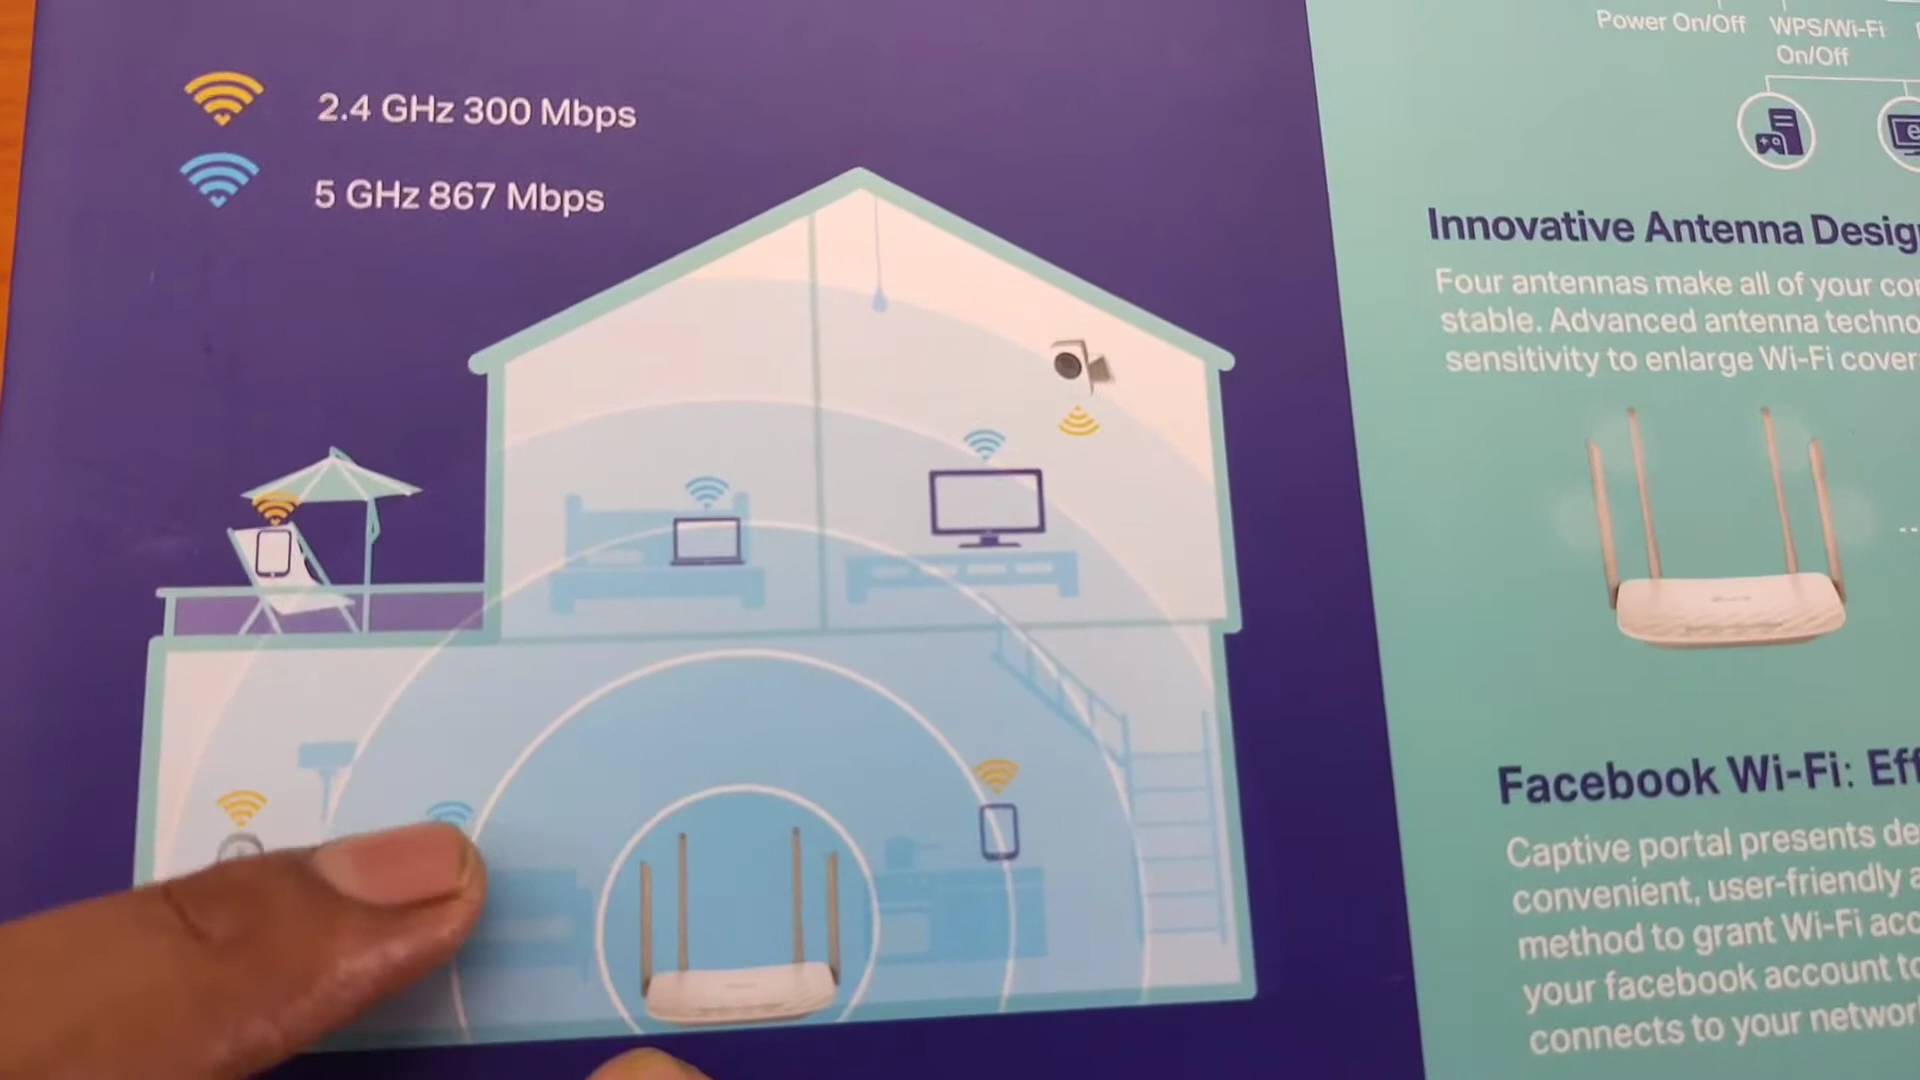 2.4 GHz 300 Mbps
5 GHz 867 Mbps
Power On/Off
WPS/Wi-Fi
On/Off
Innovative Antenna
Four antennas make all of your
stable. Advanced antenna
sensitivity to enlarge Wi-Fi
Facebook Wi-Fi:
Captive portal presents
convenient, user-friendly
method to grant Wi-Fi
your facebook account
connects to your